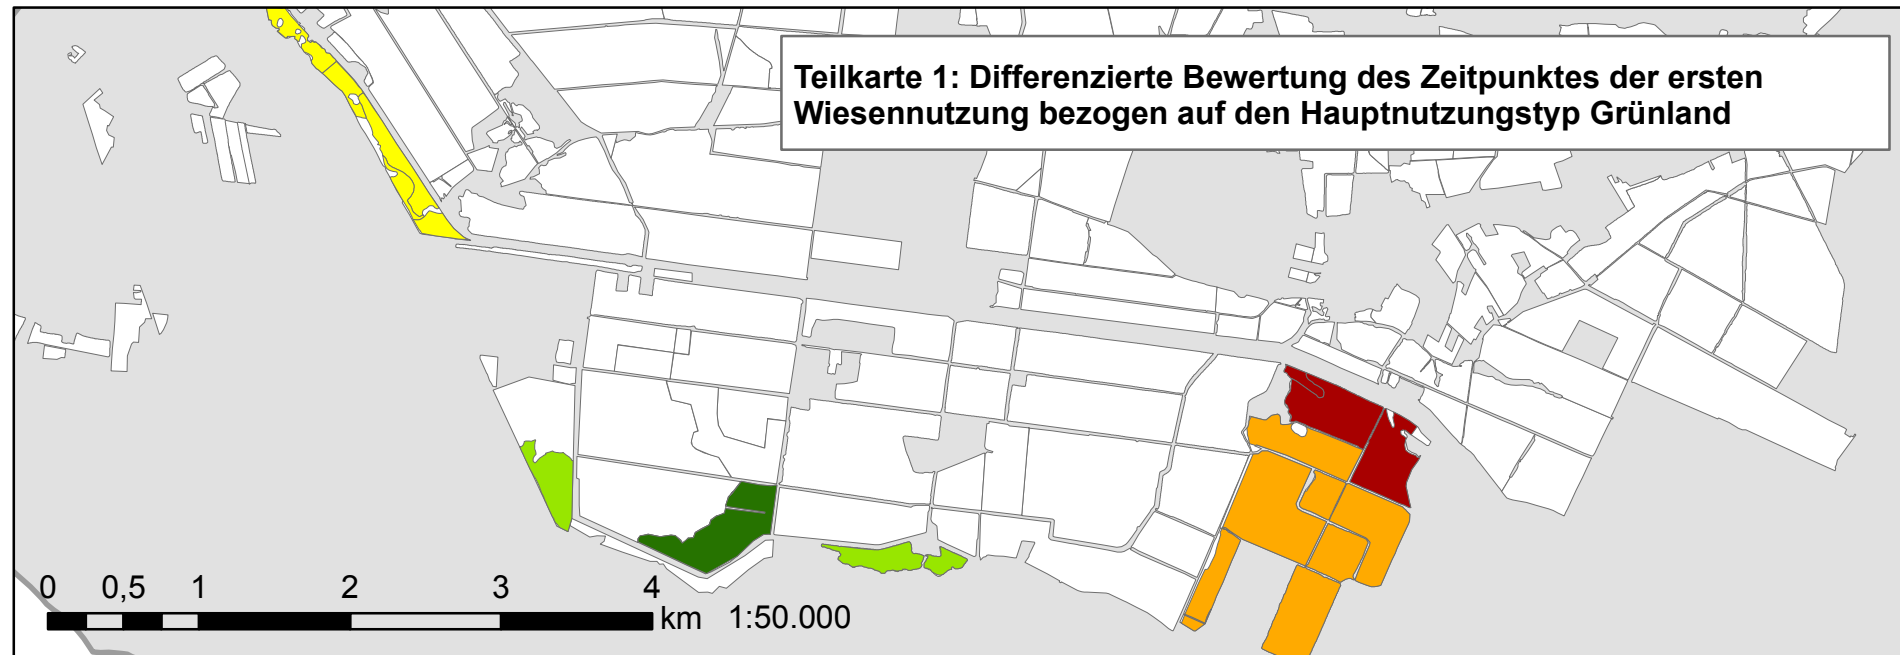 Teilkarte 1: Differenzierte Bewertung des Zeitpunktes der ersten
Wiesennutzung bezogen auf den Hauptnutzungstyp Grünland
0 0,5 1 2 3 4
km 1:50.000